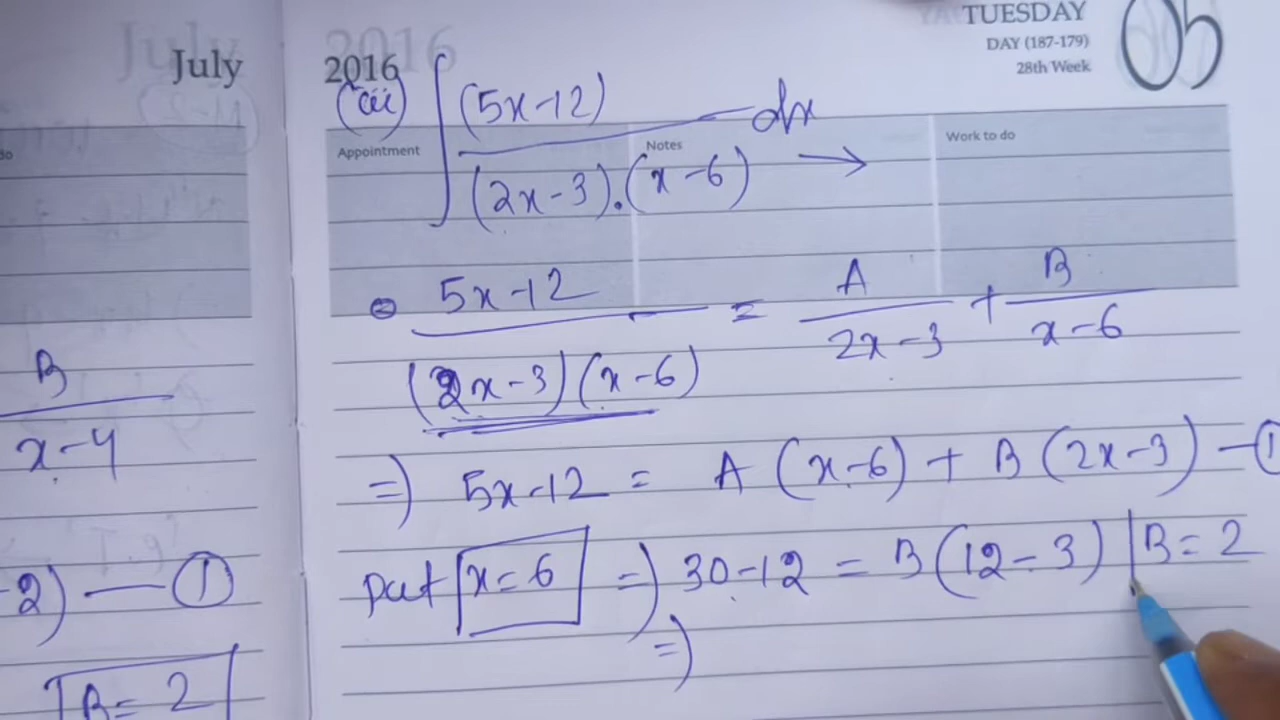 July
2016
TUESDAY
DAY (187-179)
28th Week
05
(iii) ∫ (5x-12) / (2x-3).(x-6) dx →
do
Appointment
Notes
Work to do
5x-12 / (2x-3)(x-6) = A / 2x-3 + B / x-6
B / x-4
=) 5x-12 = A (x-6) + B (2x-3) — ①
Put x=6 =) 30-12 = B (12-3) | B=2
-2) — ①
=)
B=2